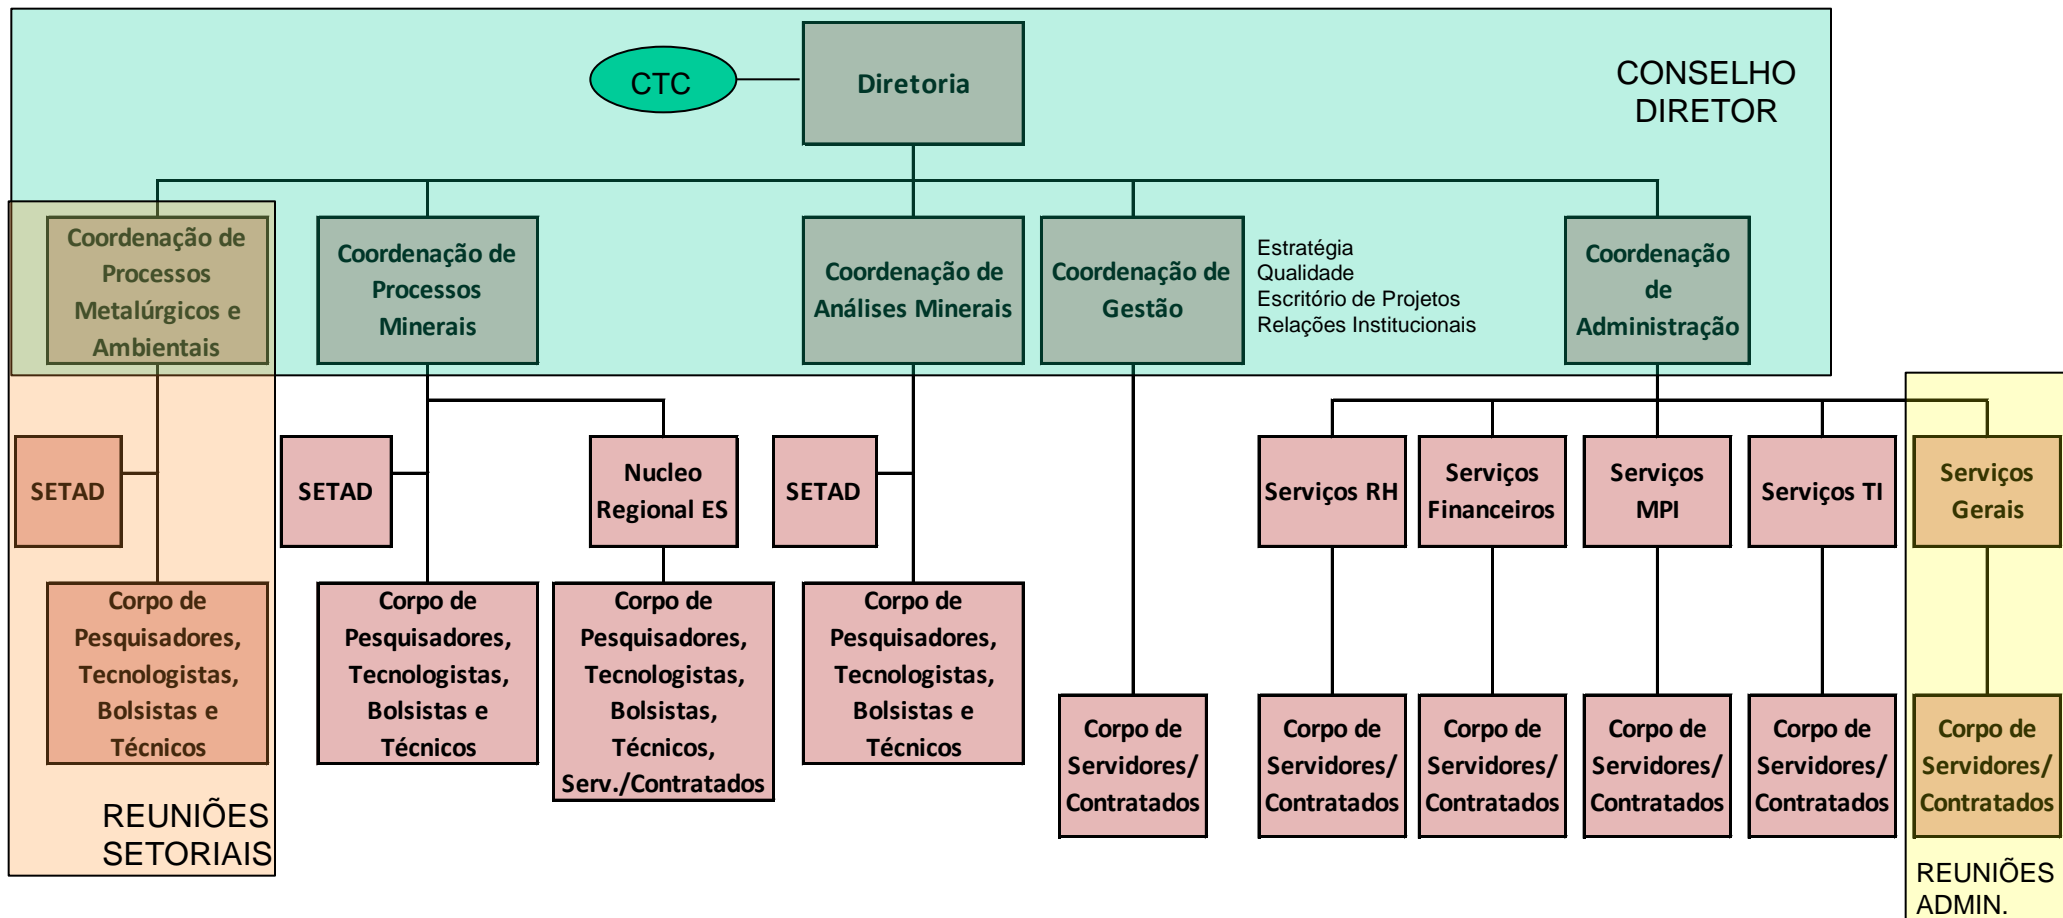 CTC
Diretoria
CONSELHO
DIRETOR
Coordenação de
Processos
Metalúrgicos e
Ambientais
Coordenação de
Processos
Minerais
Coordenação de
Análises Minerais
Coordenação de
Gestão
Estratégia
Qualidade
Escritório de Projetos
Relações Institucionais
Coordenação
de
Administração
SETAD
SETAD
Nucleo
Regional ES
SETAD
Serviços RH
Serviços
Financeiros
Serviços
MPI
Serviços TI
Serviços
Gerais
Corpo de
Pesquisadores,
Tecnologistas,
Bolsistas e
Técnicos
Corpo de
Pesquisadores,
Tecnologistas,
Bolsistas e
Técnicos
Corpo de
Pesquisadores,
Tecnologistas,
Bolsistas,
Técnicos,
Serv./Contratados
Corpo de
Pesquisadores,
Tecnologistas,
Bolsistas e
Técnicos
Corpo de
Servidores/
Contratados
Corpo de
Servidores/
Contratados
Corpo de
Servidores/
Contratados
Corpo de
Servidores/
Contratados
Corpo de
Servidores/
Contratados
Corpo de
Servidores/
Contratados
REUNIÕES
SETORIAIS
REUNIÕES
ADMIN.